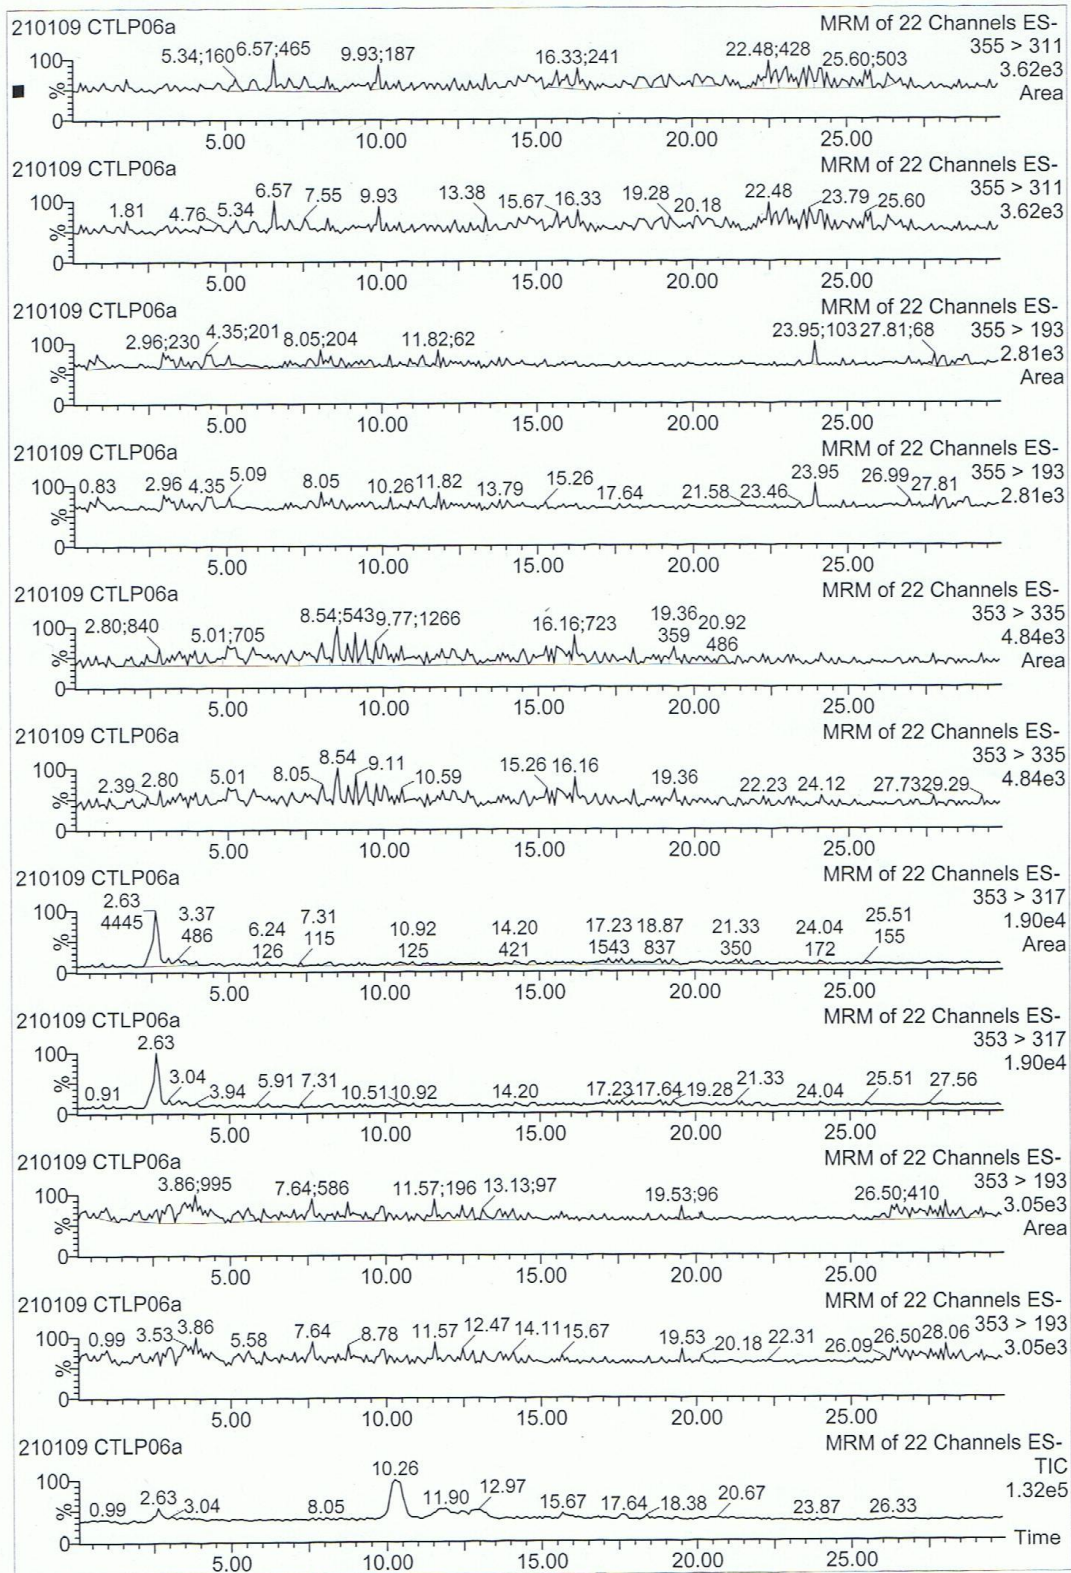 210109 CTLP06a
MRM of 22 Channels ES-
355 > 311
3.62e3
Area
5.34;160 6.57;465 9.93;187 16.33;241 22.48;428 25.60;503
100
%
0
5.00 10.00 15.00 20.00 25.00
210109 CTLP06a
MRM of 22 Channels ES-
355 > 311
3.62e3
1.81 4.76 5.34 6.57 7.55 9.93 13.38 15.67 16.33 19.28 20.18 22.48 23.79 25.60
100
%
0
5.00 10.00 15.00 20.00 25.00
210109 CTLP06a
MRM of 22 Channels ES-
355 > 193
2.81e3
Area
2.96;230 4.35;201 8.05;204 11.82;62 23.95;103 27.81;68
100
%
0
5.00 10.00 15.00 20.00 25.00
210109 CTLP06a
MRM of 22 Channels ES-
355 > 193
2.81e3
0.83 2.96 4.35 5.09 8.05 10.26 11.82 13.79 15.26 17.64 21.58 23.46 23.95 26.99 27.81
100
%
0
5.00 10.00 15.00 20.00 25.00
210109 CTLP06a
MRM of 22 Channels ES-
353 > 335
4.84e3
Area
2.80;840 5.01;705 8.54;543 9.77;1266 16.16;723 19.36 20.92
359 486
100
%
0
5.00 10.00 15.00 20.00 25.00
210109 CTLP06a
MRM of 22 Channels ES-
353 > 335
4.84e3
2.39 2.80 5.01 8.05 8.54 9.11 10.59 15.26 16.16 19.36 22.23 24.12 27.73 29.29
100
%
0
5.00 10.00 15.00 20.00 25.00
210109 CTLP06a
MRM of 22 Channels ES-
353 > 317
1.90e4
Area
2.63 3.37 6.24 7.31 10.92 14.20 17.23 18.87 21.33 24.04 25.51
4445 486 126 115 125 421 1543 837 350 172 155
100
%
0
5.00 10.00 15.00 20.00 25.00
210109 CTLP06a
MRM of 22 Channels ES-
353 > 317
1.90e4
0.91 2.63 3.04 3.94 5.91 7.31 10.51 10.92 14.20 17.23 17.64 19.28 21.33 24.04 25.51 27.56
100
%
0
5.00 10.00 15.00 20.00 25.00
210109 CTLP06a
MRM of 22 Channels ES-
353 > 193
3.05e3
Area
3.86;995 7.64;586 11.57;196 13.13;97 19.53;96 26.50;410
100
%
0
5.00 10.00 15.00 20.00 25.00
210109 CTLP06a
MRM of 22 Channels ES-
353 > 193
3.05e3
0.99 3.53 3.86 5.58 7.64 8.78 11.57 12.47 14.11 15.67 19.53 20.18 22.31 26.09 26.50 28.06
100
%
0
5.00 10.00 15.00 20.00 25.00
210109 CTLP06a
MRM of 22 Channels ES-
TIC
1.32e5
0.99 2.63 3.04 8.05 10.26 11.90 12.97 15.67 17.64 18.38 20.67 23.87 26.33
100
%
0
Time
5.00 10.00 15.00 20.00 25.00